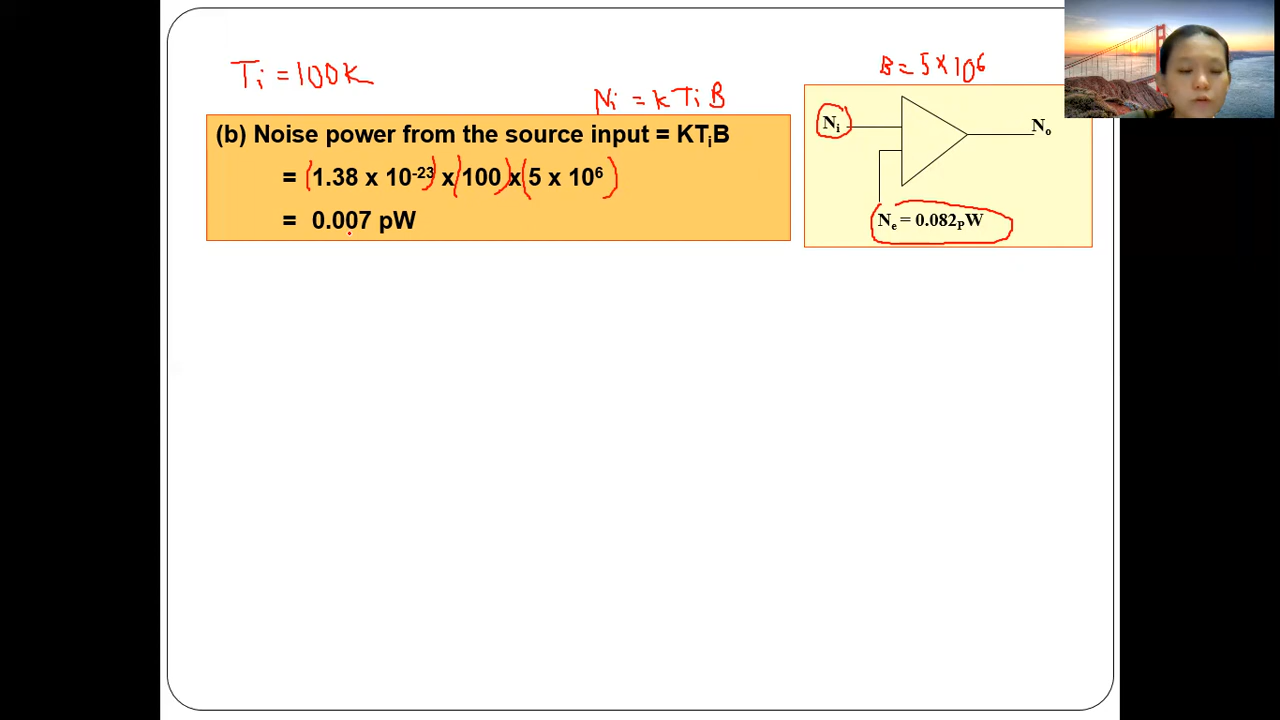 Ti = 100k
Ni = kTiB
B = 5 × 10⁶
(b) Noise power from the source input = KTᵢB
= (1.38 x 10⁻²³) x (100) x (5 x 10⁶)
= 0.007 pW
Nᵢ
Nₒ
Nₑ = 0.082ₚW